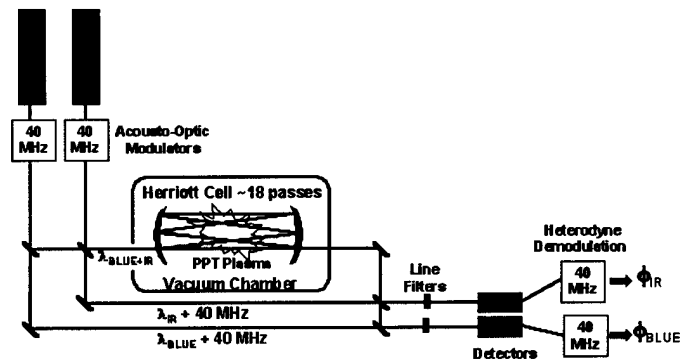 40
MHz
40
MHz
Acousto-Optic
Modulators
Herriott Cell ~18 passes
λBLUE+IR
PPT Plasma
Vacuum Chamber
Line
Filters
Heterodyne
Demodulation
40
MHz
ϕIR
λIR + 40 MHz
λBLUE + 40 MHz
Detectors
40
MHz
ϕBLUE